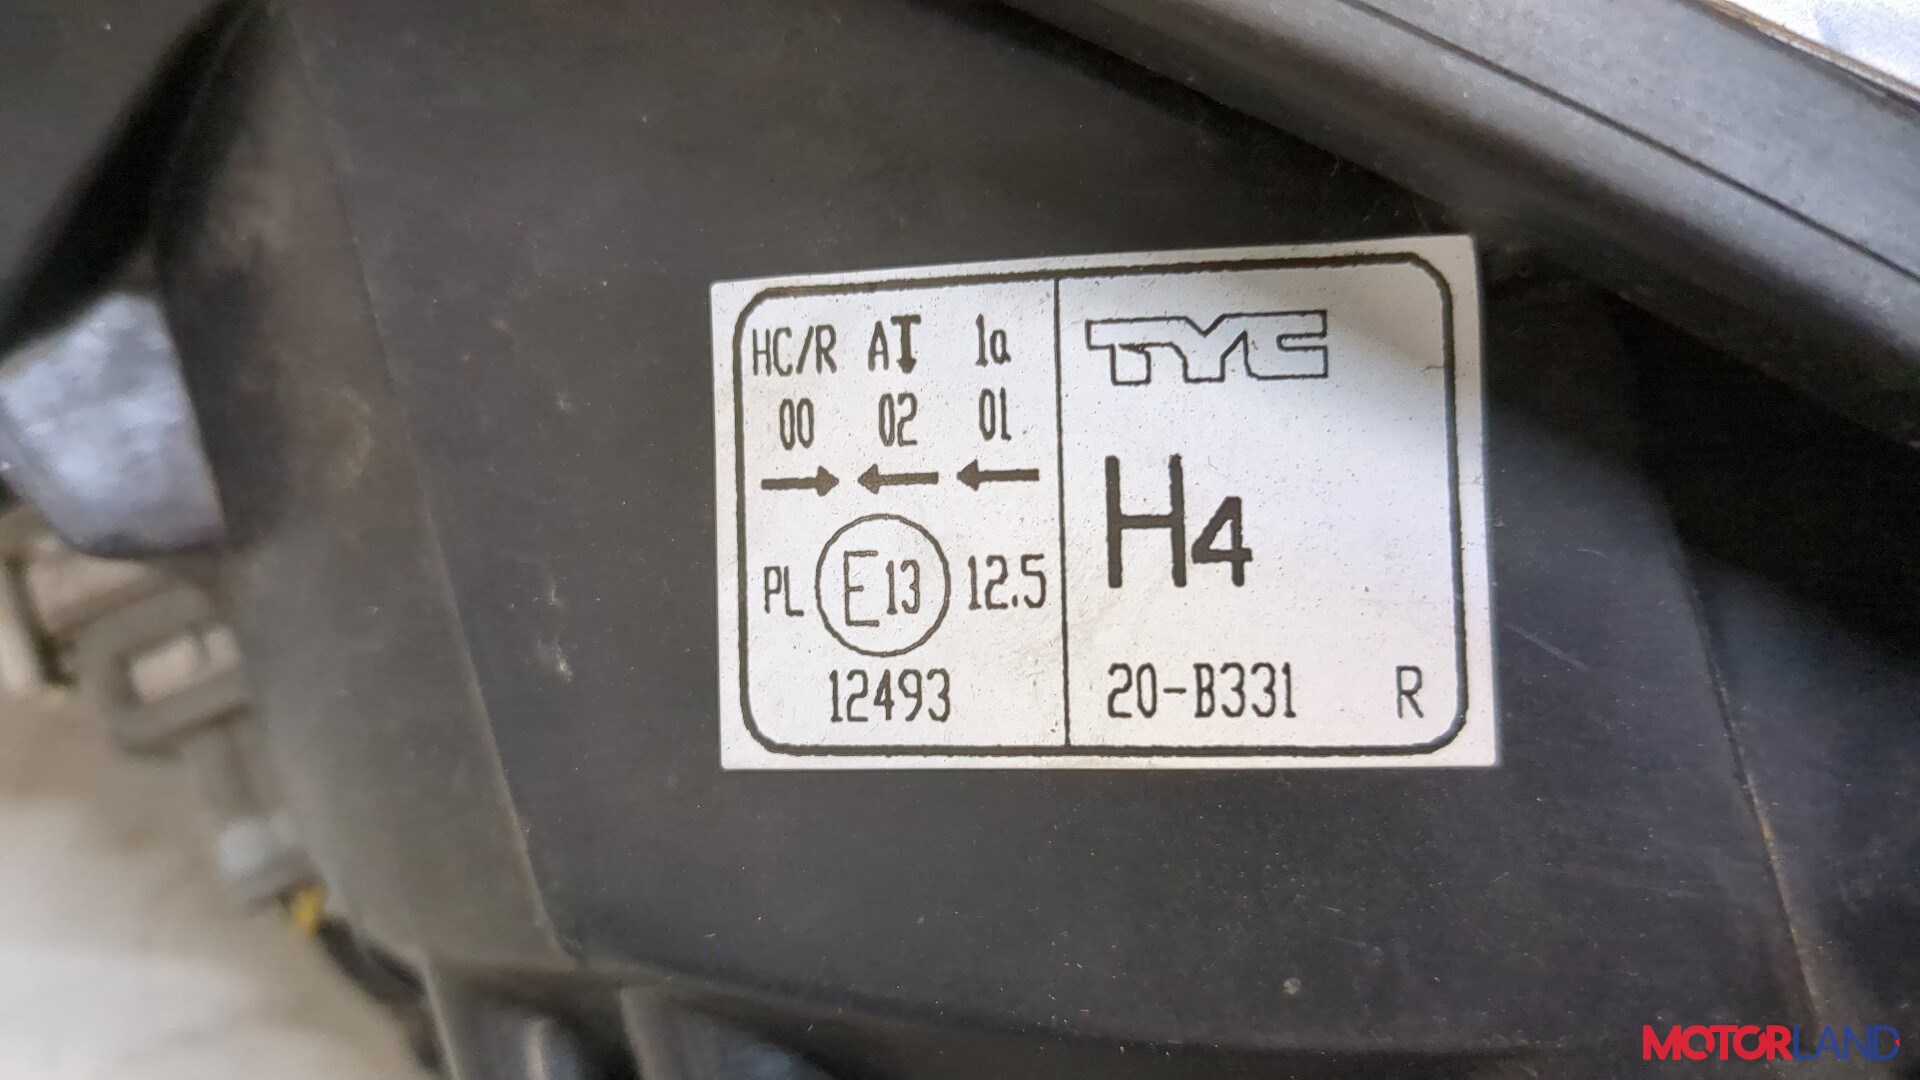 HC/R AT 1a
00 02 01
→ ← ←
PL E13 12.5
12493
TYC
H4
20-B331 R
MOTORLAND